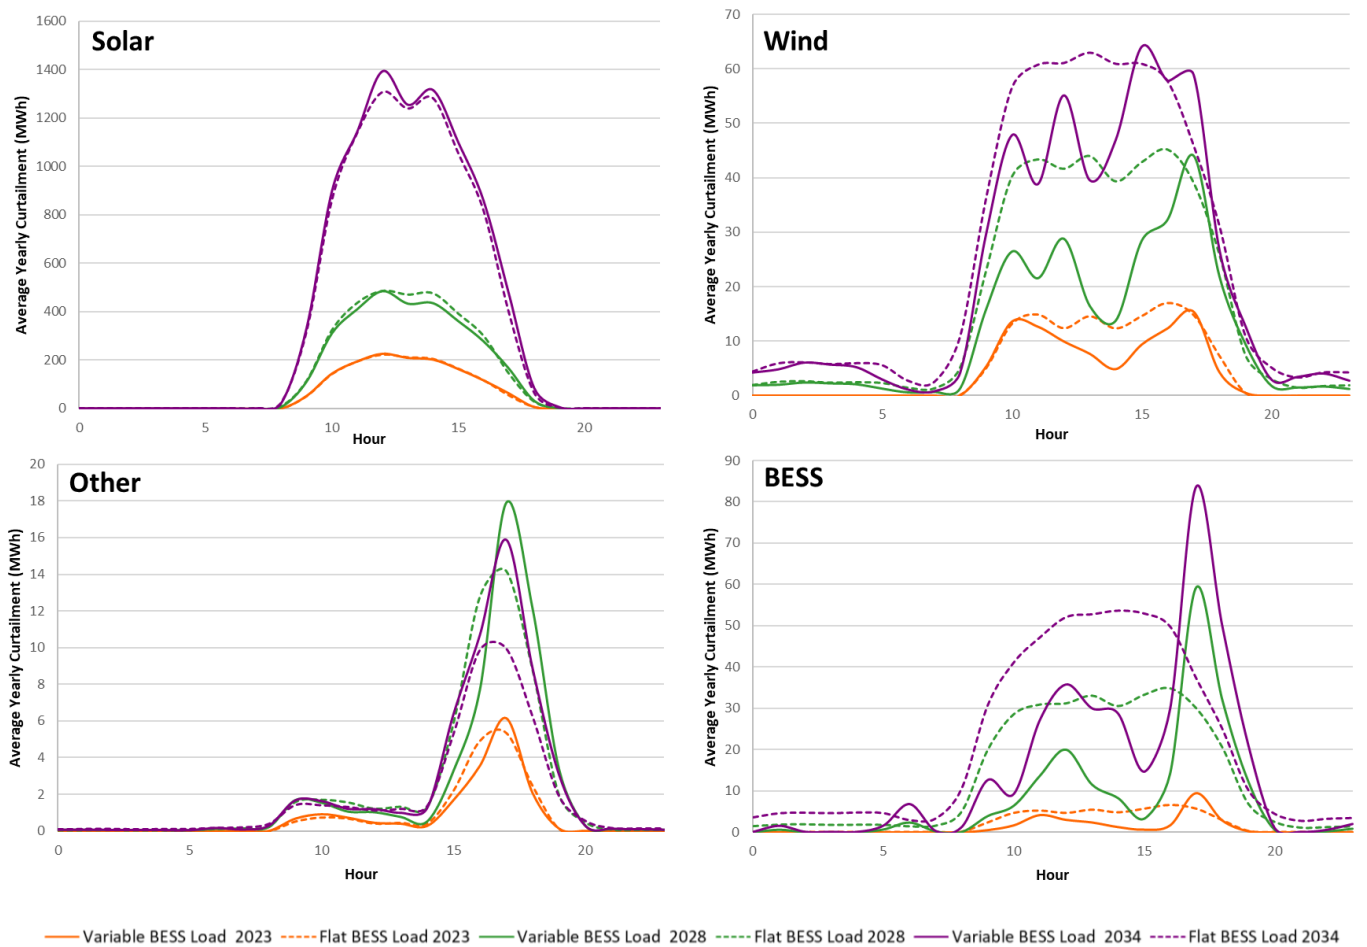 Solar
Average Yearly Curtailment (MWh)
1600
1400
1200
1000
800
600
400
200
0
0 5 10 15 20
Hour
Wind
Average Yearly Curtailment (MWh)
70
60
50
40
30
20
10
0
0 5 10 15 20
Hour
Other
Average Yearly Curtailment (MWh)
20
18
16
14
12
10
8
6
4
2
0
0 5 10 15 20
Hour
BESS
Average Yearly Curtailment (MWh)
90
80
70
60
50
40
30
20
10
0
0 5 10 15 20
Hour
Variable BESS Load 2023 Flat BESS Load 2023 Variable BESS Load 2028 Flat BESS Load 2028 Variable BESS Load 2034 Flat BESS Load 2034